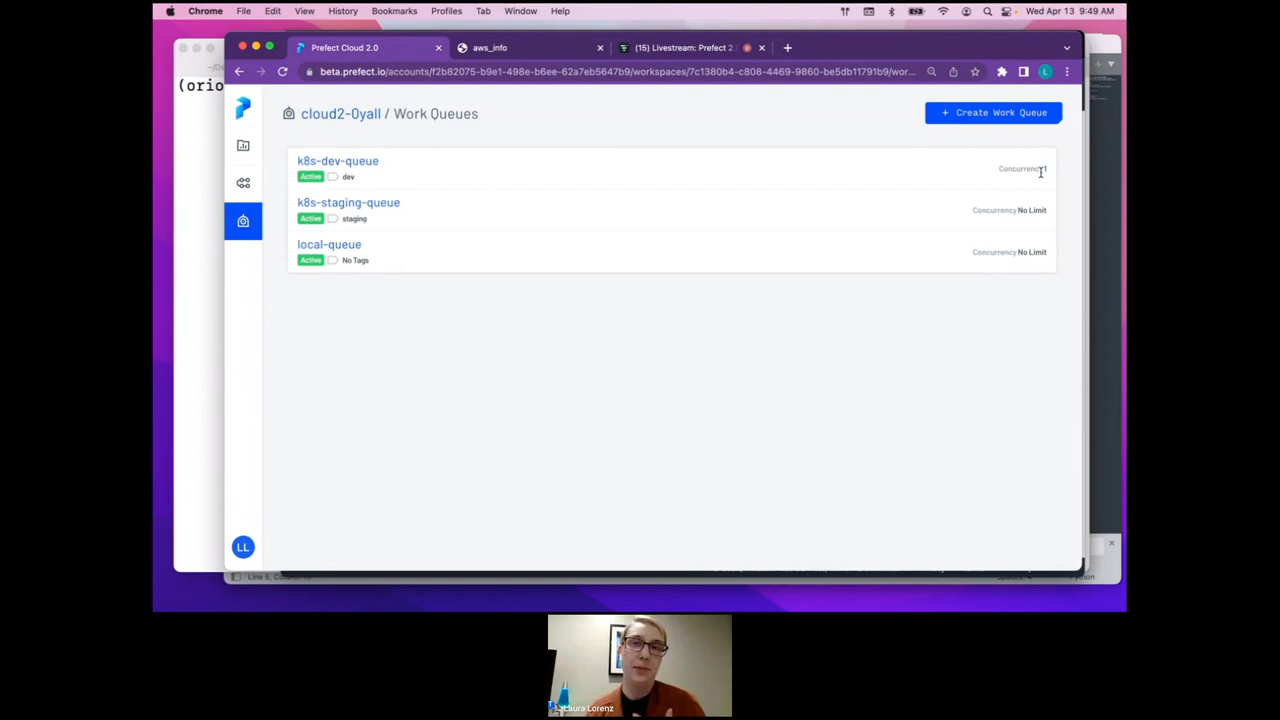 Chrome File Edit View History Bookmarks Profiles Tab Window Help Wed Apr 13 9:49 AM
Prefect Cloud 2.0 aws_info (15) Livestream: Prefect 2.
beta.prefect.io/accounts/f2b82075-b9e1-498e-b6ee-62a7eb5647b9/workspaces/7c1380b4-c808-4469-9860-be5db11791b9/wor...
L
(orio
cloud2-0yall / Work Queues
+ Create Work Queue
k8s-dev-queue
Active dev
Concurrency 1
k8s-staging-queue
Active staging
Concurrency No Limit
local-queue
Active No Tags
Concurrency No Limit
LL
Laura Lorenz